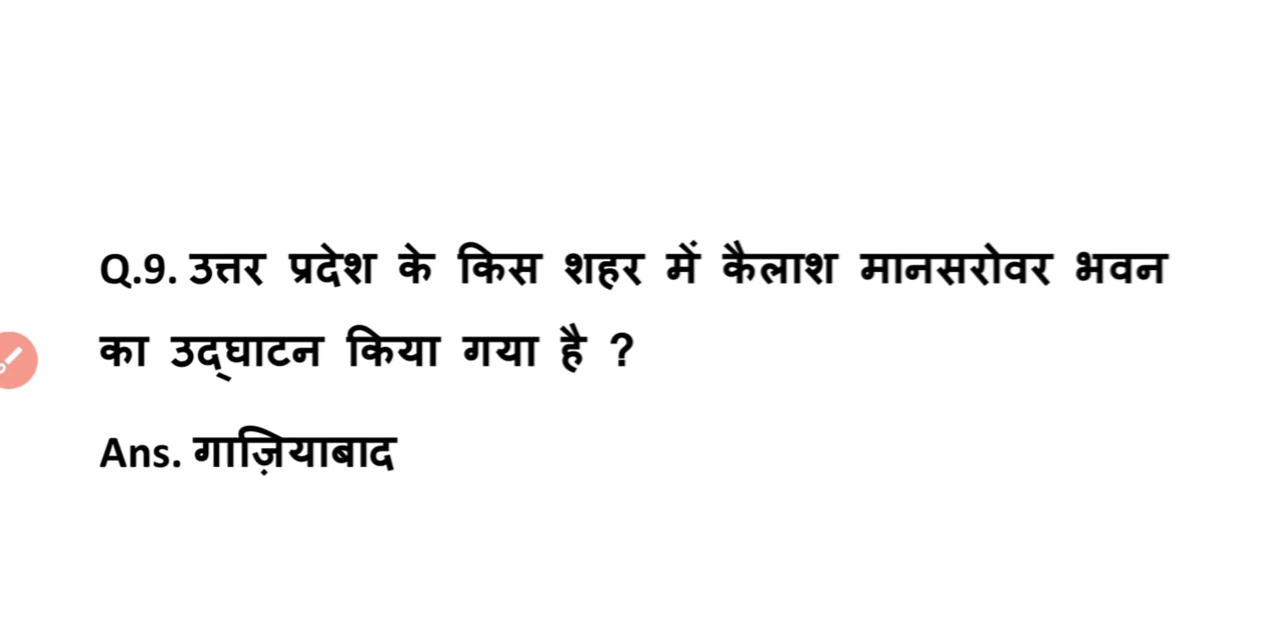 Q.9. उत्तर प्रदेश के किस शहर में कैलाश मानसरोवर भवन
का उद्‌घाटन किया गया है ?
Ans. गाज़ियाबाद